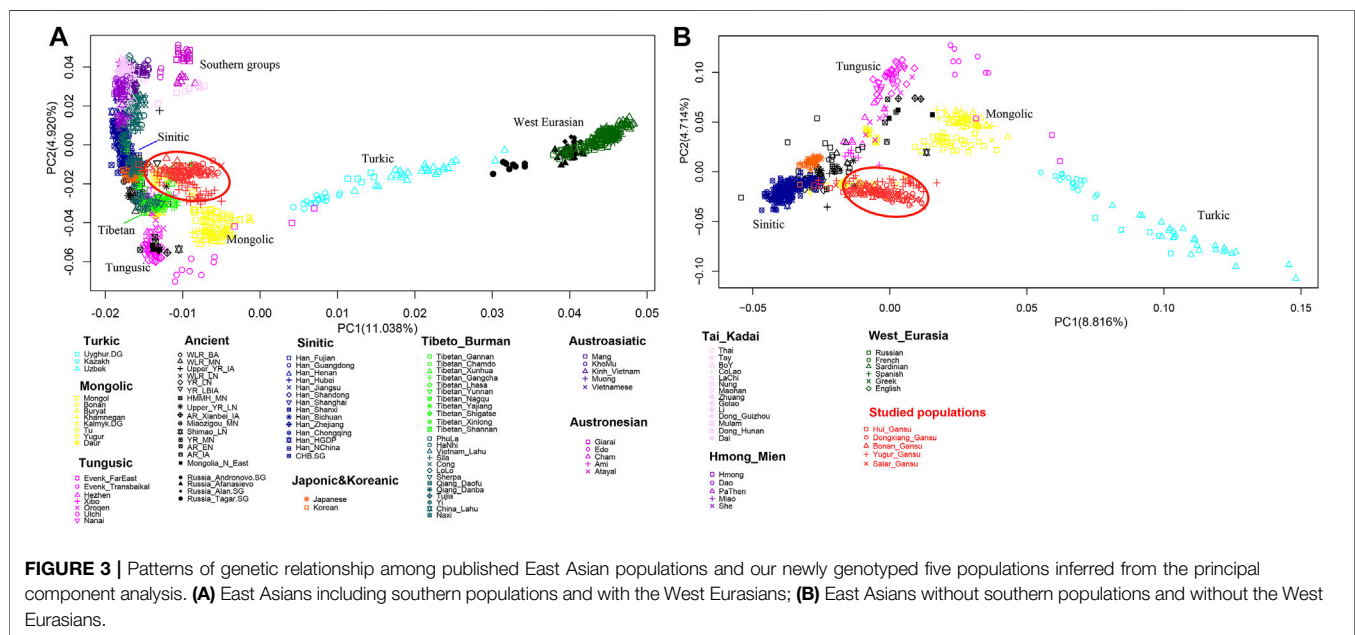 A
Southern groups
West Eurasian
Sinitic
Turkic
Tibetan
Mongolic
Tungusic
PC2(4.920%)
0.04
0.02
0.00
−0.02
−0.04
−0.06
−0.02
−0.01
0.00
0.01
0.02
0.03
0.04
0.05
PC1(11.038%)
B
Tungusic
Mongolic
Sinitic
Turkic
PC2(4.714%)
0.10
0.05
0.00
−0.05
−0.10
−0.05
0.00
0.05
0.10
0.15
PC1(8.816%)
Turkic
Uyghur.DG
Kazakh
Uzbek
Mongolic
Mongol
Bonan
Buryat
Khamnegan
Kalmyk.DG
Tu
Yugur
Daur
Tungusic
Evenk_FarEast
Evenk_Transbaikal
Hezhen
Xibo
Oroqen
Ulchi
Nanai
Ancient
WLR_BA
WLR_MN
Upper_YR_IA
WLR_LN
YR_LN
YR_LBIA
HMMH_MN
Upper_YR_LN
AR_Xianbei_IA
Miaozigou_MN
Shimao_LN
YR_MN
AR_EN
AR_IA
Mongolia_N_East
Russia_Andronovo.SG
Russia_Afanasievo
Russia_Alan.SG
Russia_Tagar.SG
Sinitic
Han_Fujian
Han_Guangdong
Han_Henan
Han_Hubei
Han_Jiangsu
Han_Shandong
Han_Shanghai
Han_Shanxi
Han_Sichuan
Han_Zhejiang
Han_Chongqing
Han_HGDP
Han_NChina
CHB.SG
Japonic&Koreanic
Japanese
Korean
Tibeto_Burman
Tibetan_Gannan
Tibetan_Chamdo
Tibetan_Xunhua
Tibetan_Gangcha
Tibetan_Lhasa
Tibetan_Yunnan
Tibetan_Nagqu
Tibetan_Yajiang
Tibetan_Shigatse
Tibetan_Xinlong
Tibetan_Shannan
PhuLa
HaNhi
Vietnam_Lahu
Sila
Cong
LoLo
Sherpa
Qiang_Daofu
Qiang_Danba
Tujia
Yi
China_Lahu
Naxi
Austroasiatic
Mang
KhoMu
Kinh_Vietnam
Muong
Vietnamese
Austronesian
Giarai
Ede
Cham
Ami
Atayal
Tai_Kadai
Thai
Tay
BoY
CoLao
LaChi
Nung
Maonan
Zhuang
Gelao
Li
Dong_Guizhou
Mulam
Dong_Hunan
Dai
Hmong_Mien
Hmong
Dao
PaThen
Miao
She
West_Eurasia
Russian
French
Sardinian
Spanish
Greek
English
Studied populations
Hui_Gansu
Dongxiang_Gansu
Bonan_Gansu
Yugur_Gansu
Salar_Gansu
FIGURE 3 | Patterns of genetic relationship among published East Asian populations and our newly genotyped five populations inferred from the principal
component analysis. (A) East Asians including southern populations and with the West Eurasians; (B) East Asians without southern populations and without the West
Eurasians.